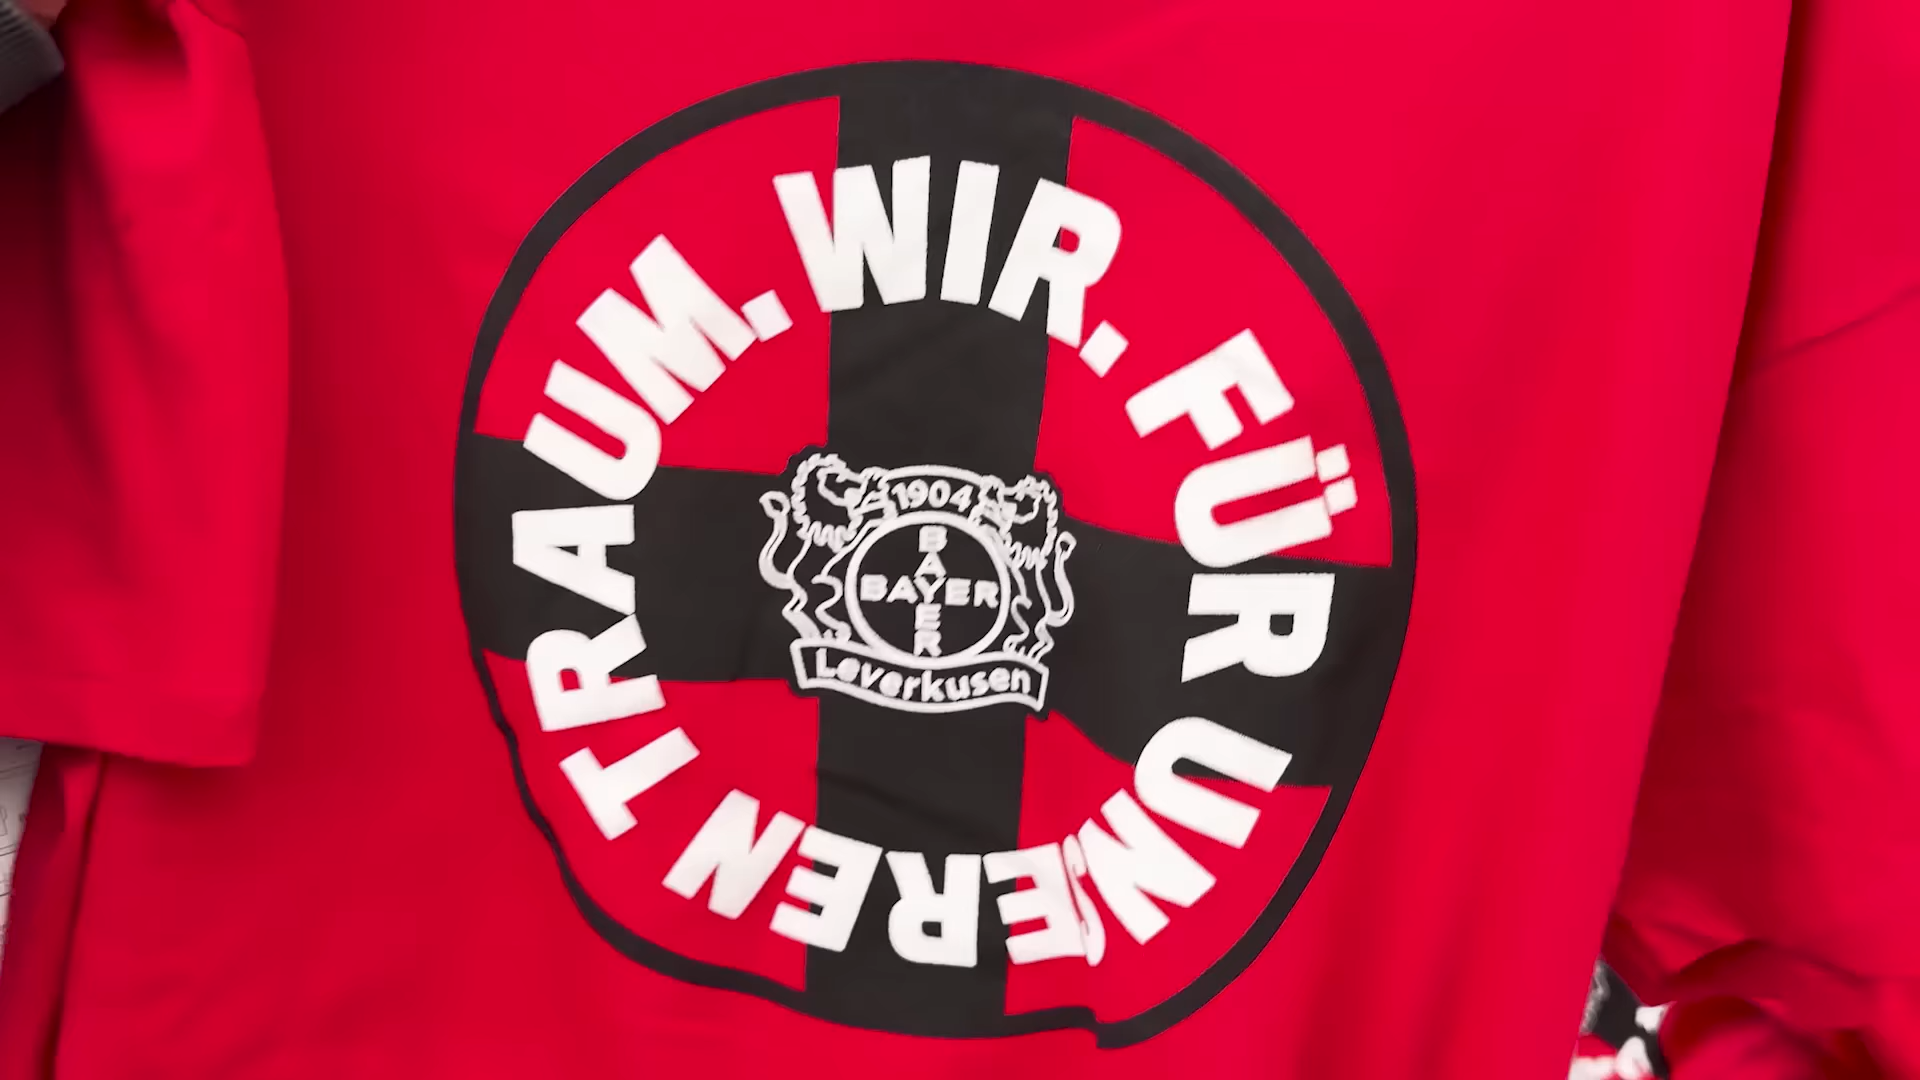 WIR. FÜR UNSEREN TRAUM.
1904
BAYER
BAYER
Leverkusen